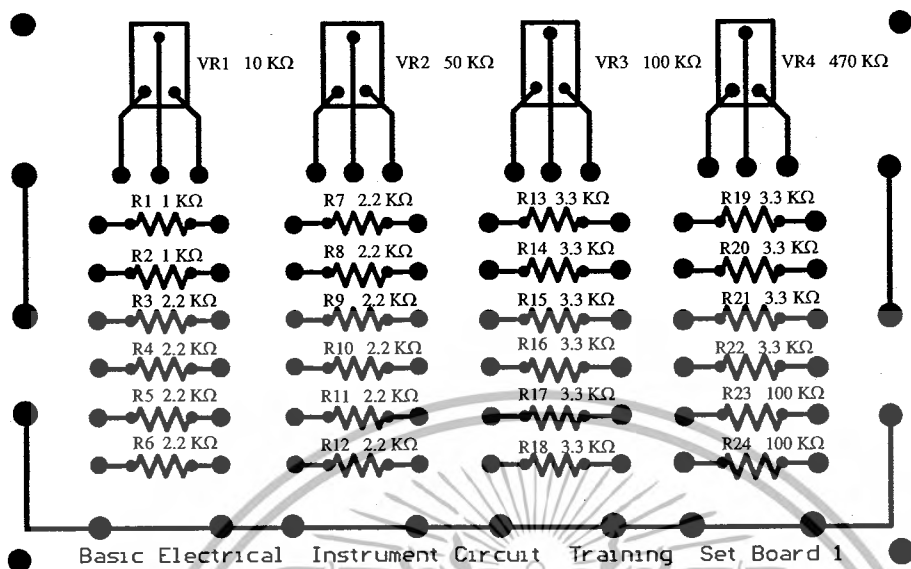 VR1 10 KΩ VR2 50 KΩ VR3 100 KΩ VR4 470 KΩ
R1 1 KΩ R7 2.2 KΩ R13 3.3 KΩ R19 3.3 KΩ
R2 1 KΩ R8 2.2 KΩ R14 3.3 KΩ R20 3.3 KΩ
R3 2.2 KΩ R9 2.2 KΩ R15 3.3 KΩ R21 3.3 KΩ
R4 2.2 KΩ R10 2.2 KΩ R16 3.3 KΩ R22 3.3 KΩ
R5 2.2 KΩ R11 2.2 KΩ R17 3.3 KΩ R23 100 KΩ
R6 2.2 KΩ R12 2.2 KΩ R18 3.3 KΩ R24 100 KΩ
Basic Electrical Instrument Circuit Training Set Board 1